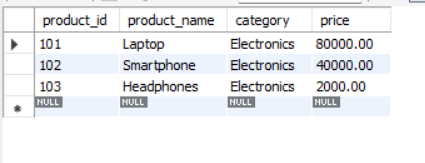 product_id product_name category price
101 Laptop Electronics 80000.00
102 Smartphone Electronics 40000.00
103 Headphones Electronics 2000.00
NULL NULL NULL NULL